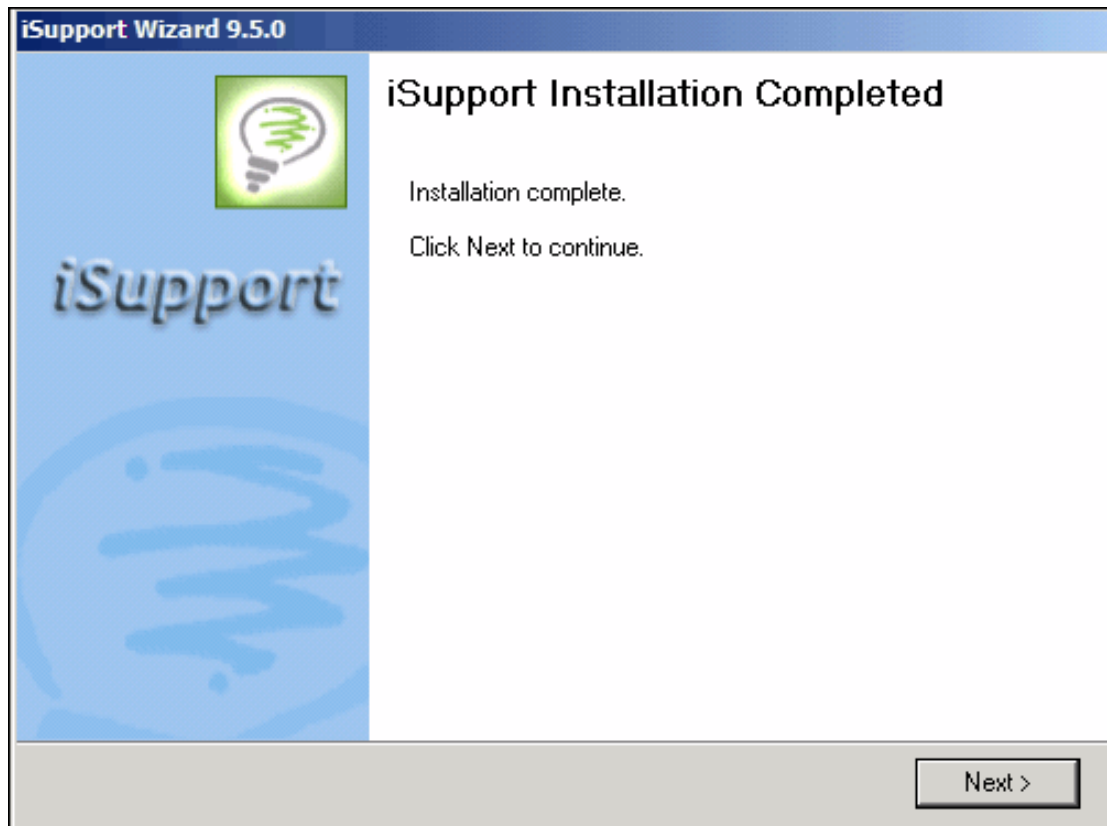 iSupport Wizard 9.5.0
iSupport Installation Completed
Installation complete.
Click Next to continue.
iSupport
Next >